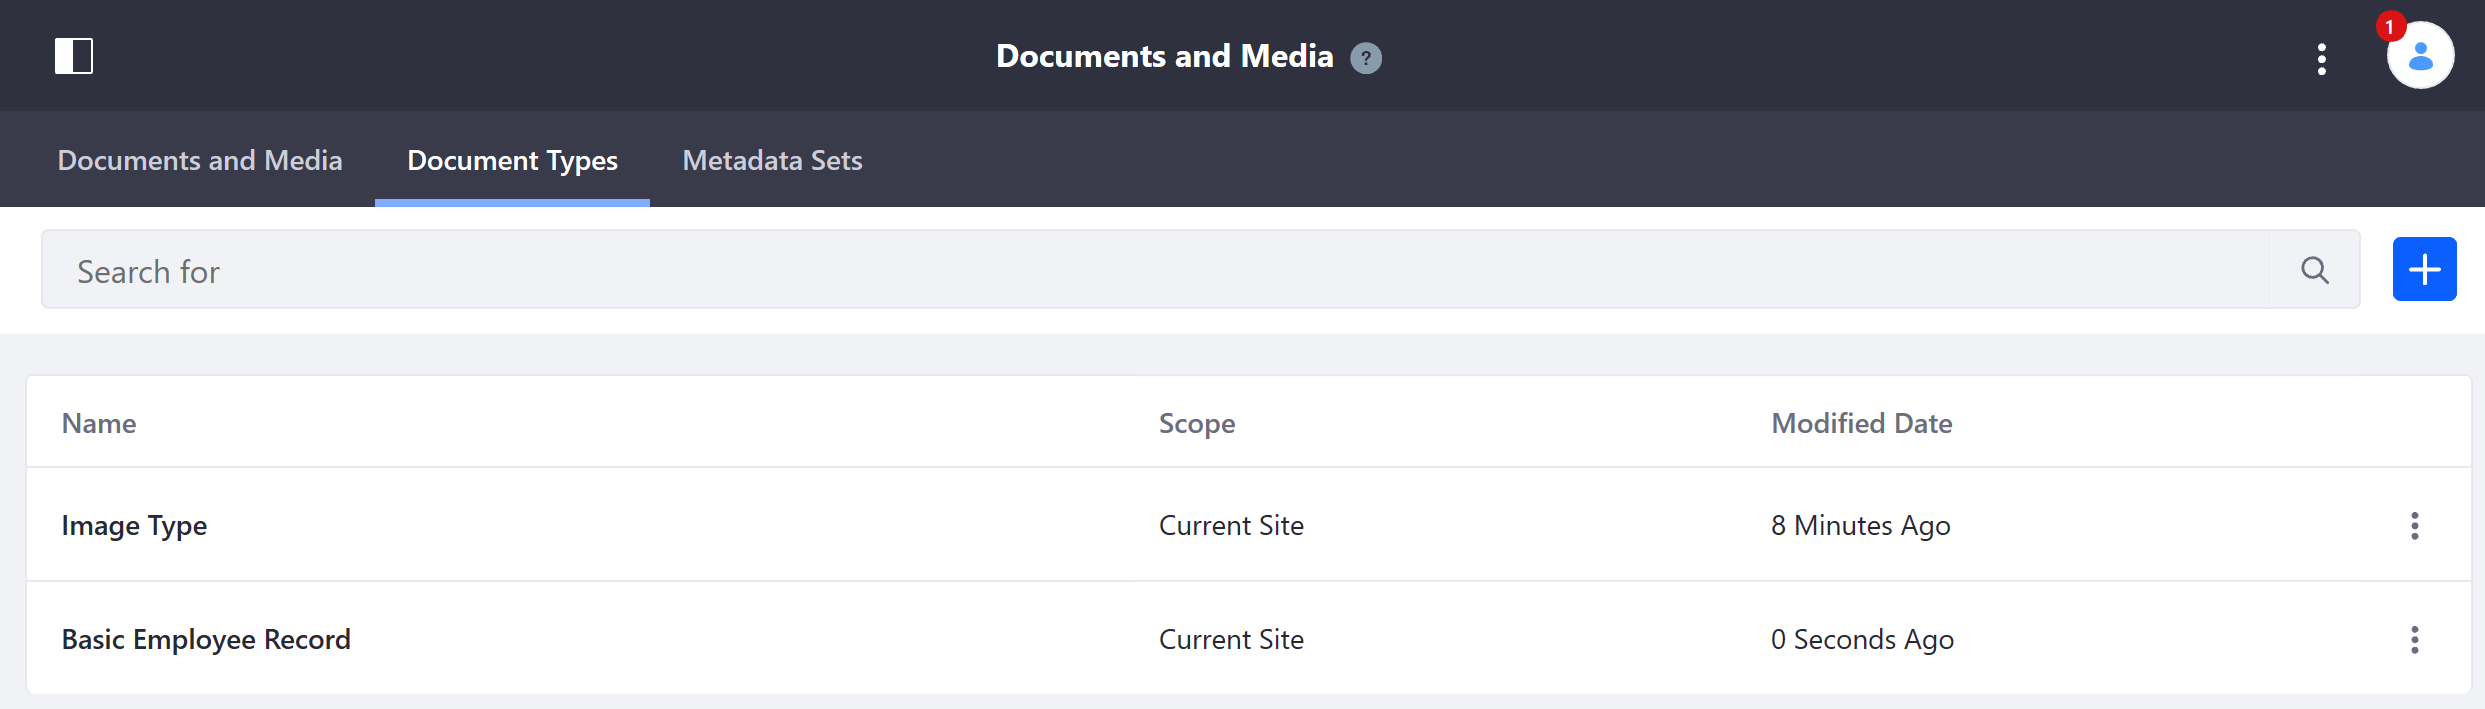 Documents and Media ?
1
Documents and Media Document Types Metadata Sets
Search for
Name Scope Modified Date
Image Type Current Site 8 Minutes Ago
Basic Employee Record Current Site 0 Seconds Ago